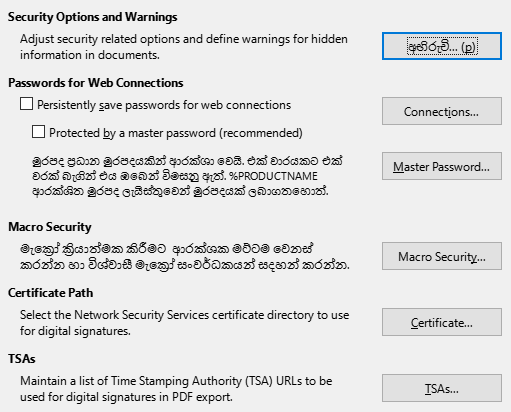 Security Options and Warnings
Adjust security related options and define warnings for hidden
information in documents.
අභිරුචි... (p)
Passwords for Web Connections
Persistently save passwords for web connections
Connections...
Protected by a master password (recommended)
මුරපද ප්‍රධාන මුරපදයකින් ආරක්ශා වෙයි. එක් වාරයකට එක්
වරක් බැගින් එය ඔබෙන් විමසනු ඇත. %PRODUCTNAME
ආරක්ශිත මුරපද ලැයිස්තුවෙන් මුරපදයක් ලබාගතහොත්.
Master Password...
Macro Security
මැක්‍රෝ ක්‍රියාත්මක කිරීමට  ආරක්ශක මට්ටම වෙනස්
කරන්න හා විශ්වාසී මැක්‍රෝ සංවර්ධකයන් සදහන් කරන්න.
Macro Security...
Certificate Path
Select the Network Security Services certificate directory to use
for digital signatures.
Certificate...
TSAs
Maintain a list of Time Stamping Authority (TSA) URLs to be
used for digital signatures in PDF export.
TSAs...